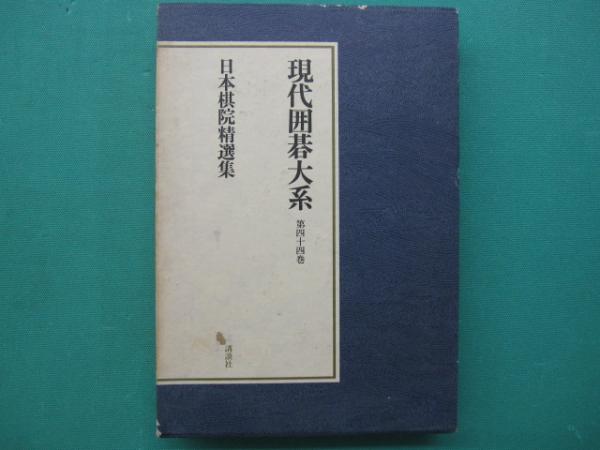 現代囲碁大系
第四十四巻
日本棋院精選集
講談社